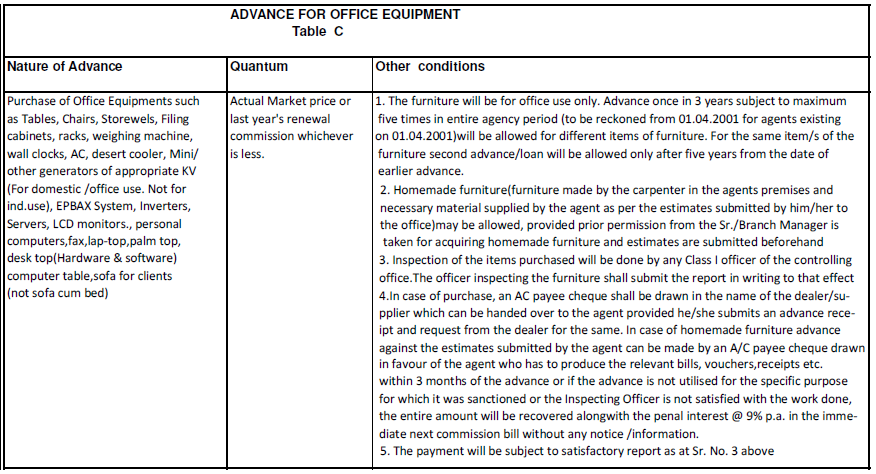 ADVANCE FOR OFFICE EQUIPMENT
Table C
Nature of Advance
Quantum
Other conditions
Purchase of Office Equipments such
as Tables, Chairs, Storewels, Filing
cabinets, racks, weighing machine,
wall clocks, AC, desert cooler, Mini/
other generators of appropriate KV
(For domestic /office use. Not for
ind.use), EPBAX System, Inverters,
Servers, LCD monitors., personal
computers,fax,lap-top,palm top,
desk top(Hardware & software)
computer table,sofa for clients
(not sofa cum bed)
Actual Market price or
last year's renewal
commission whichever
is less.
1. The furniture will be for office use only. Advance once in 3 years subject to maximum
five times in entire agency period (to be reckoned from 01.04.2001 for agents existing
on 01.04.2001)will be allowed for different items of furniture. For the same item/s of the
furniture second advance/loan will be allowed only after five years from the date of
earlier advance.
2. Homemade furniture(furniture made by the carpenter in the agents premises and
necessary material supplied by the agent as per the estimates submitted by him/her to
the office)may be allowed, provided prior permission from the Sr./Branch Manager is
taken for acquiring homemade furniture and estimates are submitted beforehand
3. Inspection of the items purchased will be done by any Class I officer of the controlling
office.The officer inspecting the furniture shall submit the report in writing to that effect
4.In case of purchase, an AC payee cheque shall be drawn in the name of the dealer/su-
pplier which can be handed over to the agent provided he/she submits an advance rece-
ipt and request from the dealer for the same. In case of homemade furniture advance
against the estimates submitted by the agent can be made by an A/C payee cheque drawn
in favour of the agent who has to produce the relevant bills, vouchers,receipts etc.
within 3 months of the advance or if the advance is not utilised for the specific purpose
for which it was sanctioned or the Inspecting Officer is not satisfied with the work done,
the entire amount will be recovered alongwith the penal interest @ 9% p.a. in the imme-
diate next commission bill without any notice /information.
5. The payment will be subject to satisfactory report as at Sr. No. 3 above